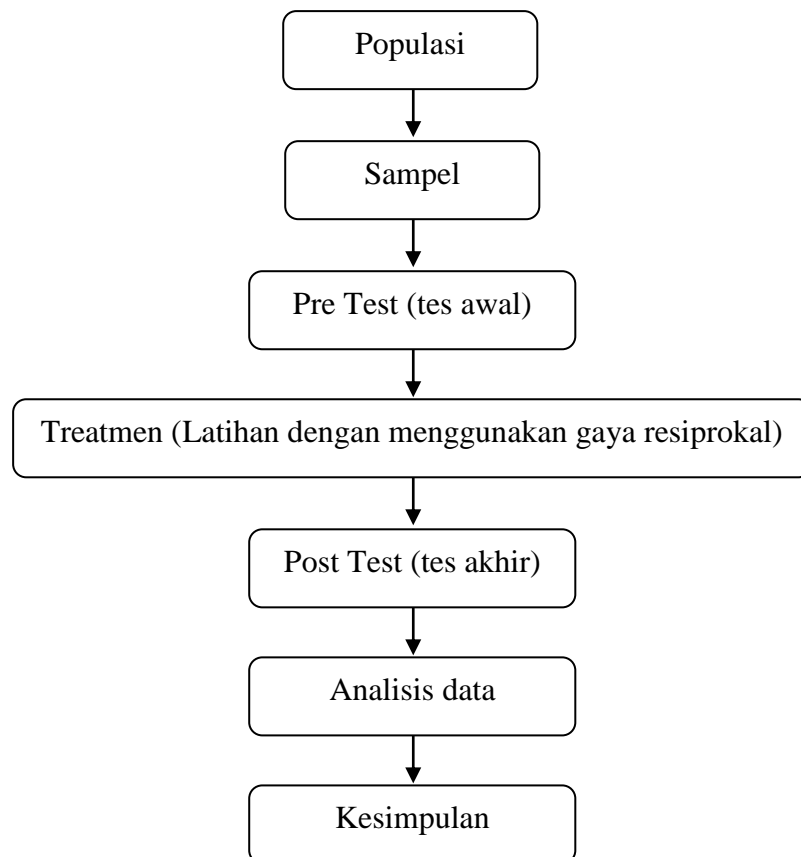 Populasi
Sampel
Pre Test (tes awal)
Treatmen (Latihan dengan menggunakan gaya resiprokal)
Post Test (tes akhir)
Analisis data
Kesimpulan